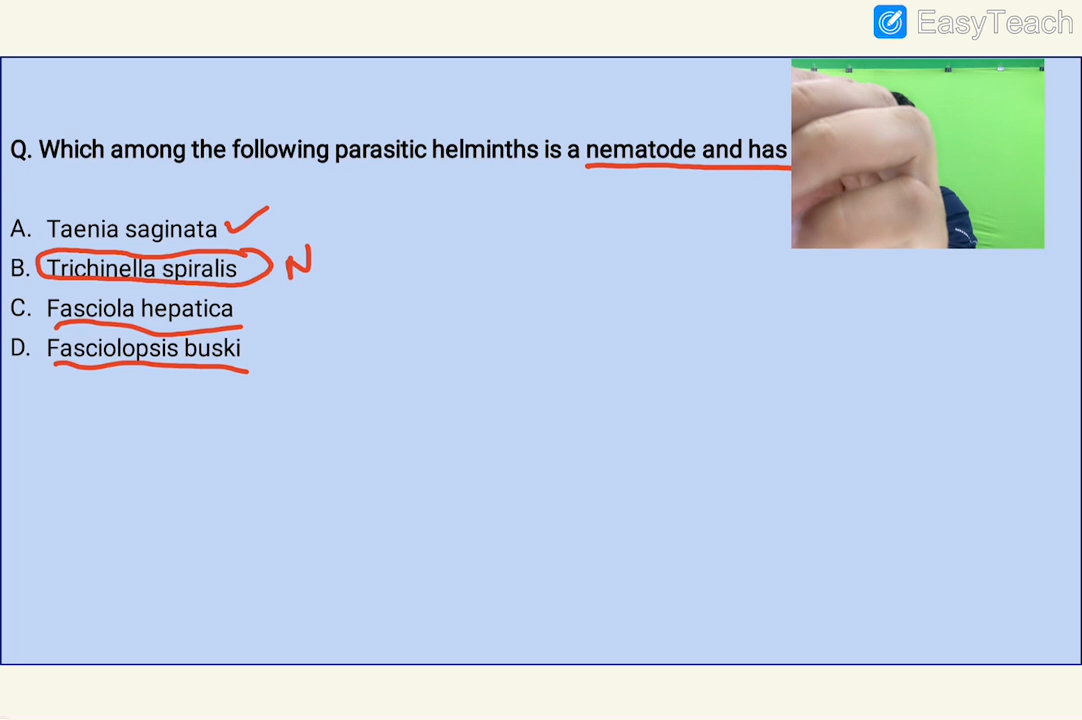 EasyTeach
Q. Which among the following parasitic helminths is a nematode and has
A. Taenia saginata
B. Trichinella spiralis N
C. Fasciola hepatica
D. Fasciolopsis buski